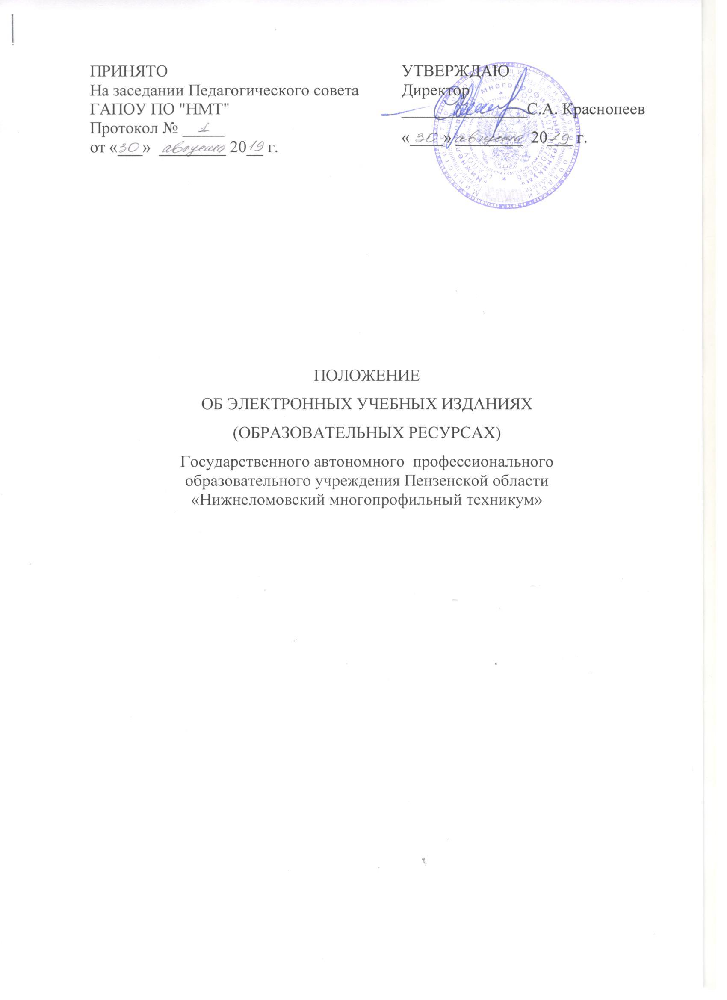 ПРИНЯТО
На заседании Педагогического совета
ГАПОУ ПО "НМТ"
Протокол № 1
от «30» августа 2019 г.
УТВЕРЖДАЮ
Директор
С.А. Краснопеев
«30» августа 2019 г.
ПОЛОЖЕНИЕ
ОБ ЭЛЕКТРОННЫХ УЧЕБНЫХ ИЗДАНИЯХ
(ОБРАЗОВАТЕЛЬНЫХ РЕСУРСАХ)
Государственного автономного профессионального
образовательного учреждения Пензенской области
«Нижнеломовский многопрофильный техникум»